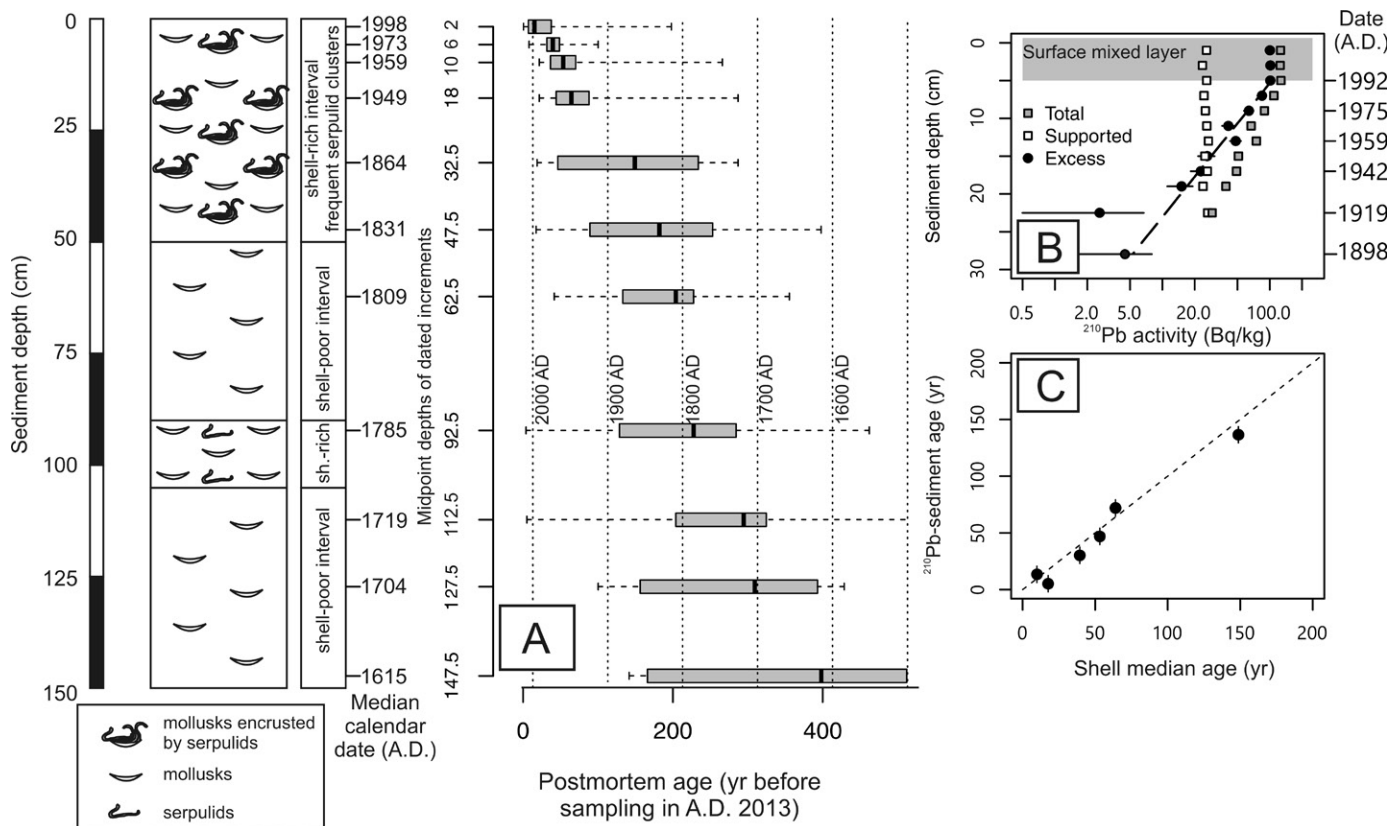 0
25
50
75
100
125
150
Sediment depth (cm)
shell-rich interval
frequent serpulid clusters
shell-poor interval
sh.-rich
shell-poor interval
1998
1973
1959
1949
1864
1831
1809
1785
1719
1704
1615
Median
calendar
date (A.D.)
mollusks encrusted
by serpulids
mollusks
serpulids
Midpoint depths of dated increments
2
6
10
18
32.5
47.5
62.5
92.5
112.5
127.5
147.5
2000 AD
1900 AD
1800 AD
1700 AD
1600 AD
A
0
200
400
Postmortem age (yr before
sampling in A.D. 2013)
Date
(A.D.)
Surface mixed layer
Total
Supported
Excess
B
Sediment depth (cm)
0
10
20
30
1992
1975
1959
1942
1919
1898
0.5
2.0
5.0
20.0
100.0
²¹⁰Pb activity (Bq/kg)
C
²¹⁰Pb-sediment age (yr)
200
150
100
50
0
0
50
100
150
200
Shell median age (yr)